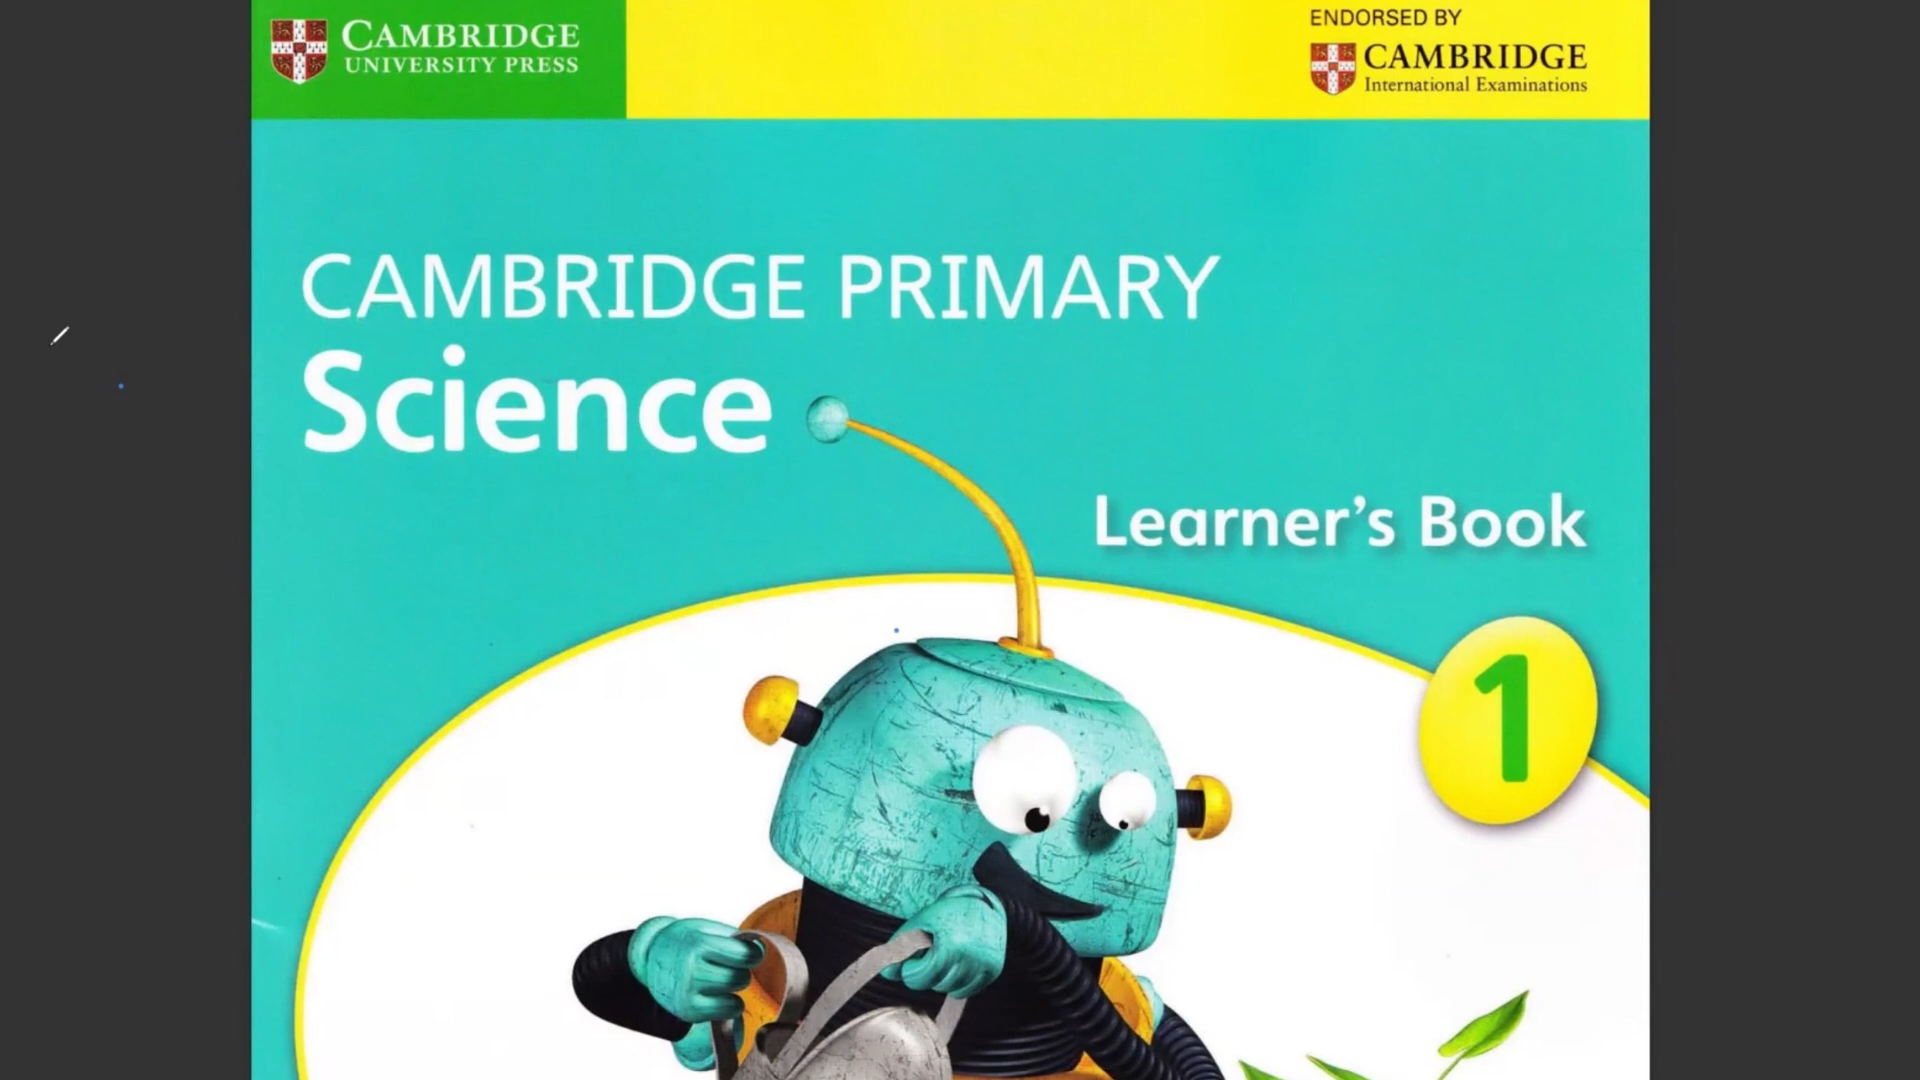 CAMBRIDGE
UNIVERSITY PRESS
ENDORSED BY
CAMBRIDGE
International Examinations
CAMBRIDGE PRIMARY
Science
Learner's Book
1